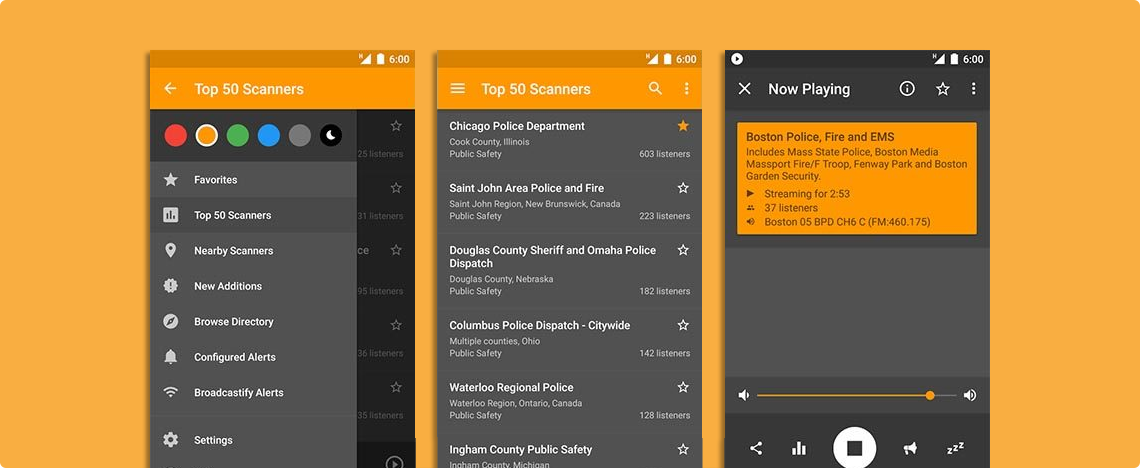 H 6:00
Top 50 Scanners
25 listeners
Favorites
31 listeners
Top 50 Scanners
Nearby Scanners
ce
New Additions
95 listeners
Browse Directory
Configured Alerts
36 listeners
Broadcastify Alerts
35 listeners
Settings
H 6:00
Top 50 Scanners
Chicago Police Department
Cook County, Illinois
Public Safety 603 listeners
Saint John Area Police and Fire
Saint John Region, New Brunswick, Canada
Public Safety 223 listeners
Douglas County Sheriff and Omaha Police
Dispatch
Douglas County, Nebraska
Public Safety 182 listeners
Columbus Police Dispatch - Citywide
Multiple counties, Ohio
Public Safety 142 listeners
Waterloo Regional Police
Waterloo Region, Ontario, Canada
Public Safety 128 listeners
Ingham County Public Safety
Ingham County, Michigan
H 6:00
Now Playing
Boston Police, Fire and EMS
Includes Mass State Police, Boston Media
Massport Fire/F Troop, Fenway Park and Boston
Garden Security.
Streaming for 2:53
37 listeners
Boston 05 BPD CH6 C (FM:460.175)
zzZ